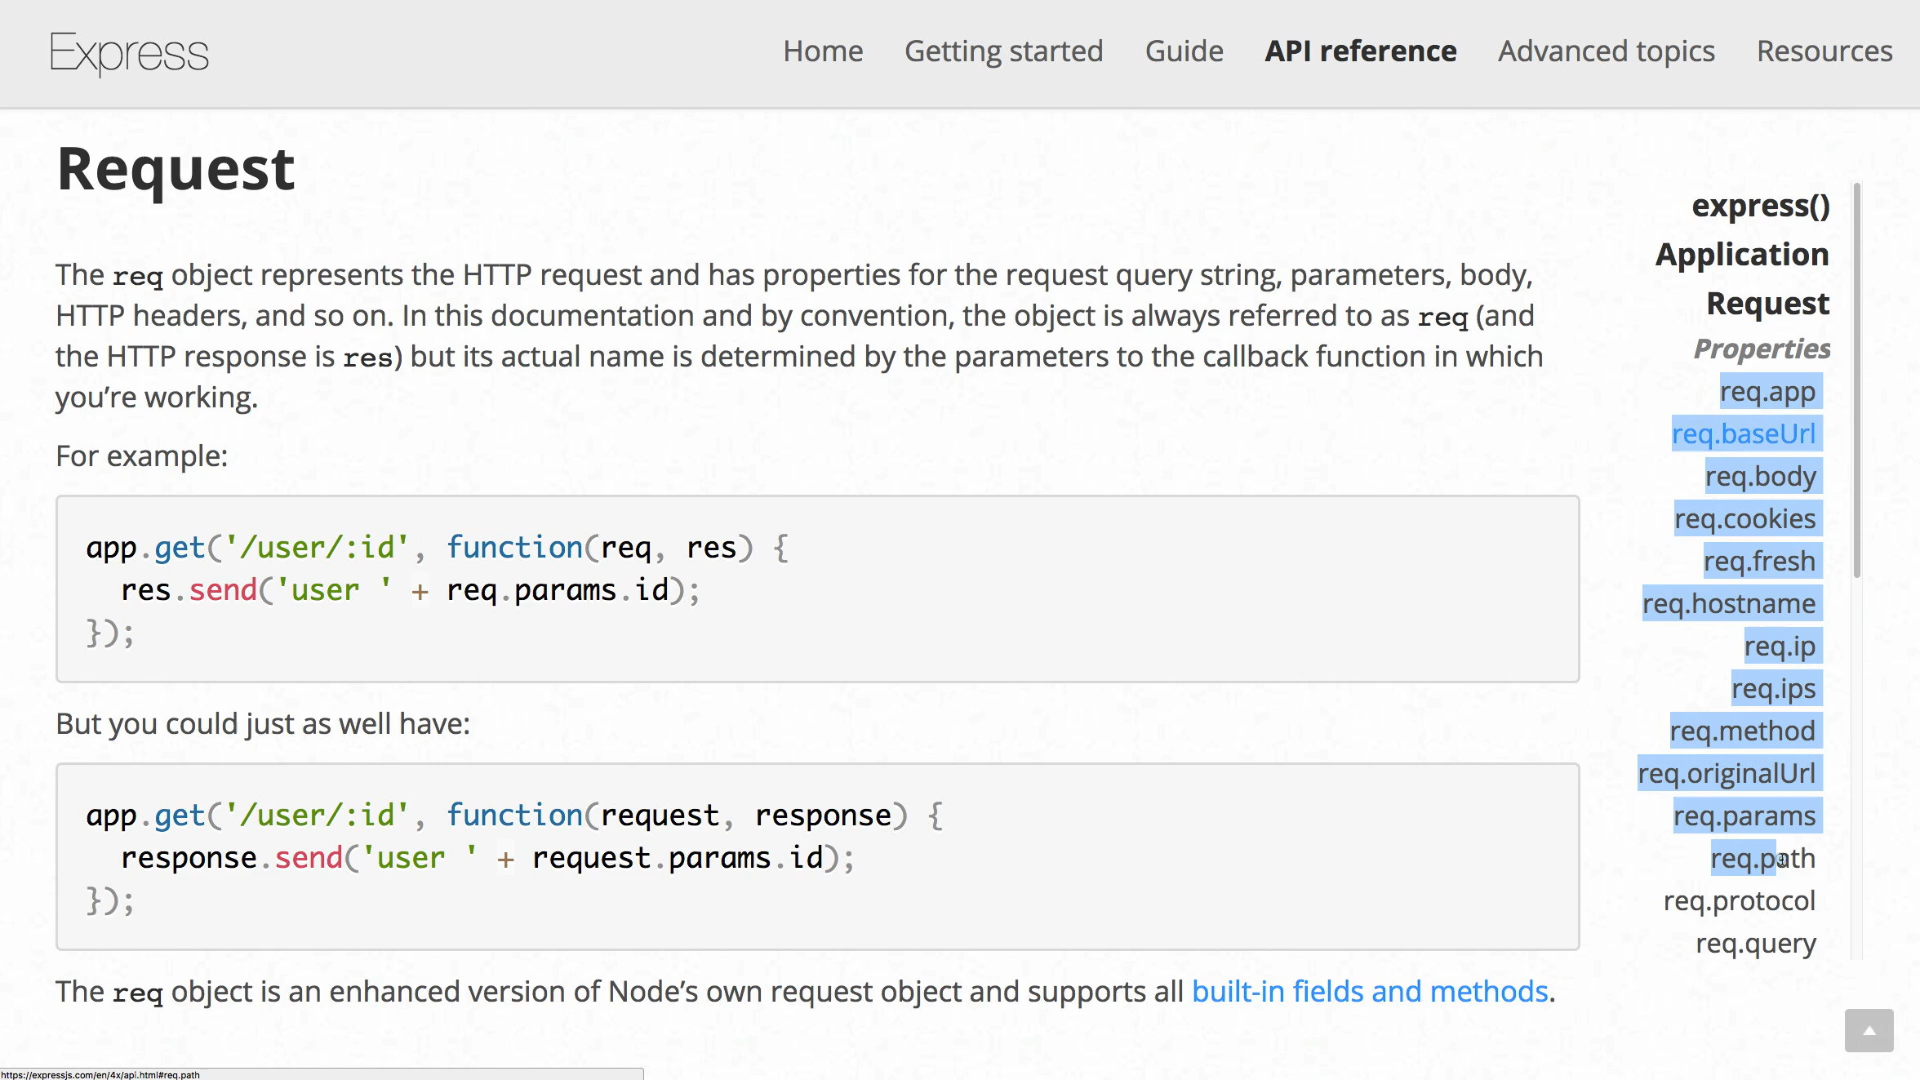 Express
Home Getting started Guide API reference Advanced topics Resources
Request
The req object represents the HTTP request and has properties for the request query string, parameters, body,
HTTP headers, and so on. In this documentation and by convention, the object is always referred to as req (and
the HTTP response is res) but its actual name is determined by the parameters to the callback function in which
you’re working.
For example:
app.get('/user/:id', function(req, res) {
  res.send('user ' + req.params.id);
});
But you could just as well have:
app.get('/user/:id', function(request, response) {
  response.send('user ' + request.params.id);
});
The req object is an enhanced version of Node’s own request object and supports all built-in fields and methods.
express()
Application
Request
Properties
req.app
req.baseUrl
req.body
req.cookies
req.fresh
req.hostname
req.ip
req.ips
req.method
req.originalUrl
req.params
req.path
req.protocol
req.query
https://expressjs.com/en/4x/api.html#req.path